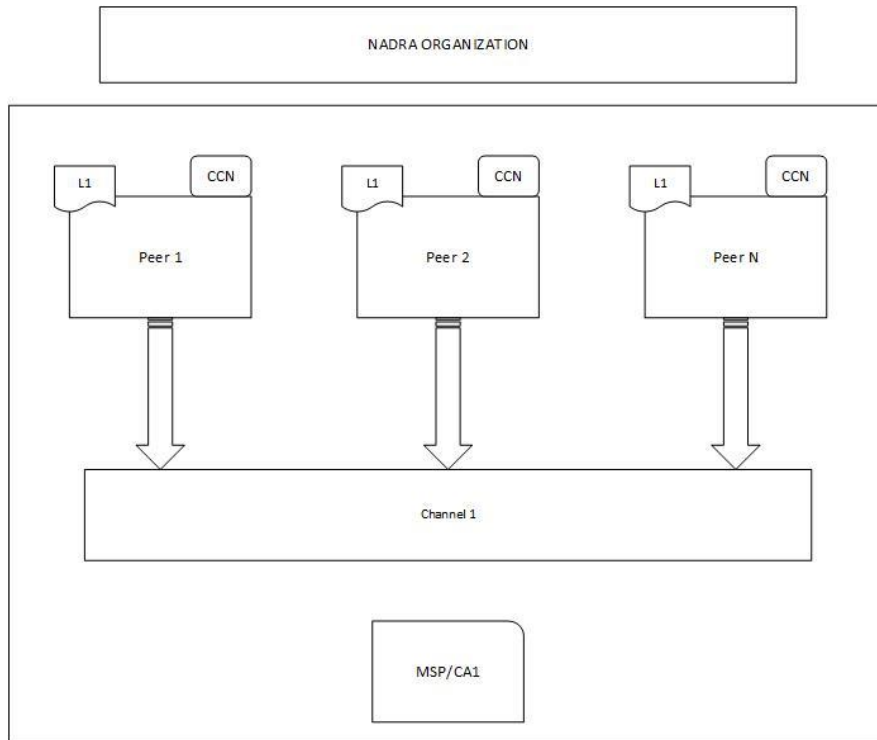 NADRA ORGANIZATION
L1
CCN
L1
CCN
L1
CCN
Peer 1
Peer 2
Peer N
Channel 1
MSP/CA1